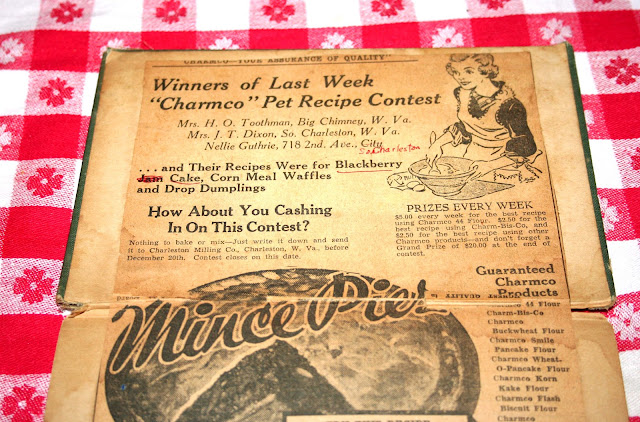 CHARMCO—YOUR ASSURANCE OF QUALITY"
Winners of Last Week
"Charmco" Pet Recipe Contest
Mrs. H. O. Toothman, Big Chimney, W. Va.
Mrs. J. T. Dixon, So. Charleston, W. Va.
Nellie Guthrie, 718 2nd. Ave., City
So Charleston
. . . and Their Recipes Were for Blackberry
Jam Cake, Corn Meal Waffles
and Drop Dumplings
How About You Cashing
In On This Contest?
Nothing to bake or mix—Just write it down and send
it to Charleston Milling Co., Charleston, W. Va., before
December 20th. Contest closes on this date.
PRIZES EVERY WEEK
$5.00 every week for the best recipe
using Charmco 44 Flour. $2.50 for
the best recipe using Charm-Bis-Co, and
$2.50 for the best recipe using other
Charmco products—and don't forget a
Grand Prize of $20.00 at the end of
contest.
Guaranteed
Charmco
Products
QUALITY
Mince Pies
44 Flour
Charm-Bis-Co
Charmco
Buckwheat Flour
Charmco Smile
Pancake Flour
Charmco Wheat-
O-Pancake Flour
Charmco Korn
Kake Flour
Charmco Flash
Biscuit Flour
Charmco